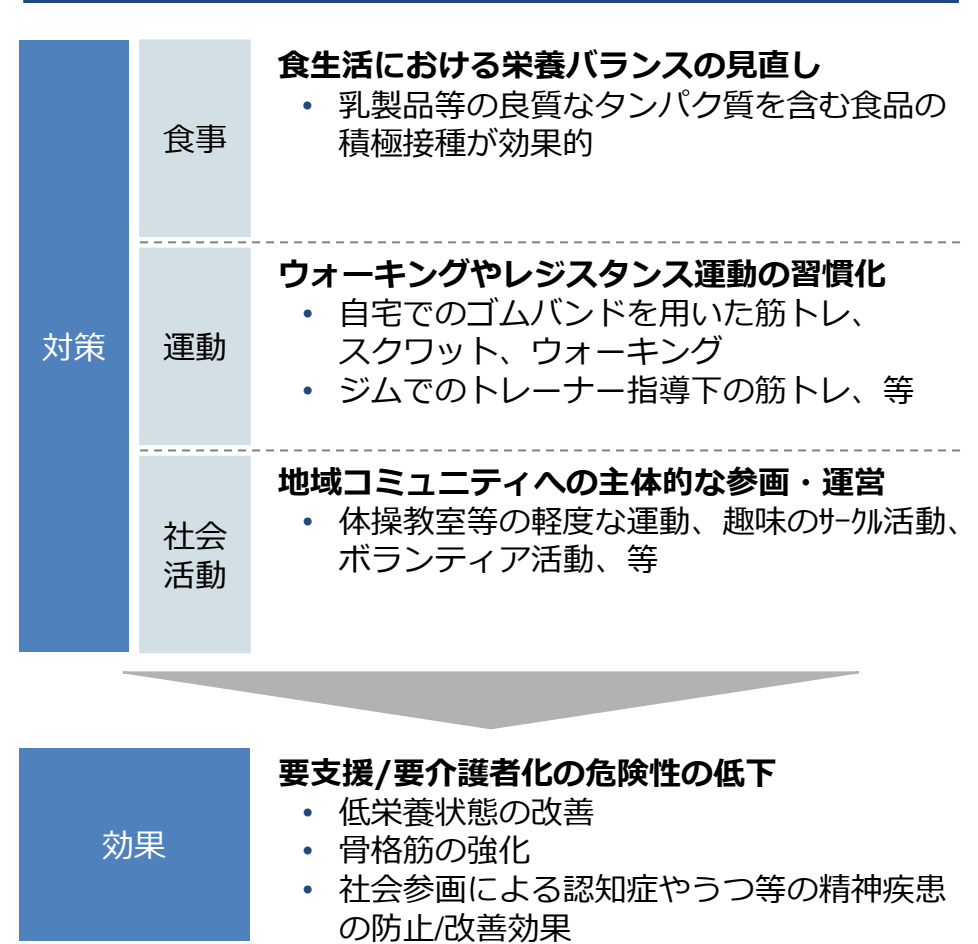 対策
食事
食生活における栄養バランスの見直し
• 乳製品等の良質なタンパク質を含む食品の
積極接種が効果的
運動
ウォーキングやレジスタンス運動の習慣化
• 自宅でのゴムバンドを用いた筋トレ、
スクワット、ウォーキング
• ジムでのトレーナー指導下の筋トレ、等
社会
活動
地域コミュニティへの主体的な参画・運営
• 体操教室等の軽度な運動、趣味のｻｰｸﾙ活動、
ボランティア活動、等
効果
要支援/要介護者化の危険性の低下
• 低栄養状態の改善
• 骨格筋の強化
• 社会参画による認知症やうつ等の精神疾患
の防止/改善効果